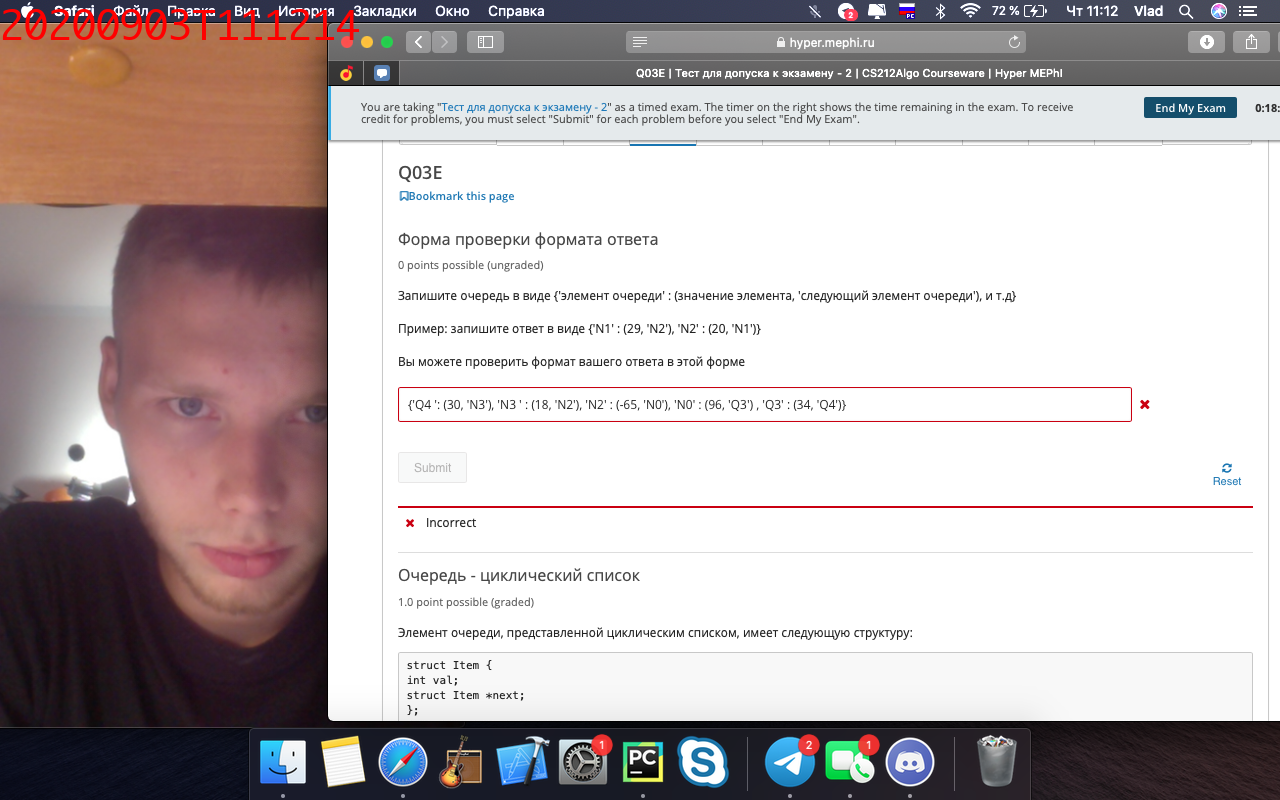 20200903T111214
Safari Файл Правка Вид История Закладки Окно Справка
2 РС 72 % Чт 11:12 Vlad
hyper.mephi.ru
Q03E | Тест для допуска к экзамену - 2 | CS212Algo Courseware | Hyper MEPhI
You are taking "Тест для допуска к экзамену - 2" as a timed exam. The timer on the right shows the time remaining in the exam. To receive
credit for problems, you must select "Submit" for each problem before you select "End My Exam".
End My Exam
0:18:
Q03E
Bookmark this page
Форма проверки формата ответа
0 points possible (ungraded)
Запишите очередь в виде {'элемент очереди' : (значение элемента, 'следующий элемент очереди'), и т.д}
Пример: запишите ответ в виде {'N1' : (29, 'N2'), 'N2' : (20, 'N1')}
Вы можете проверить формат вашего ответа в этой форме
{'Q4 ': (30, 'N3'), 'N3 ' : (18, 'N2'), 'N2' : (-65, 'N0'), 'N0' : (96, 'Q3') , 'Q3' : (34, 'Q4')}
Submit
Reset
Incorrect
Очередь - циклический список
1.0 point possible (graded)
Элемент очереди, представленной циклическим списком, имеет следующую структуру:
struct Item {
int val;
struct Item *next;
};
1 PC 2 1